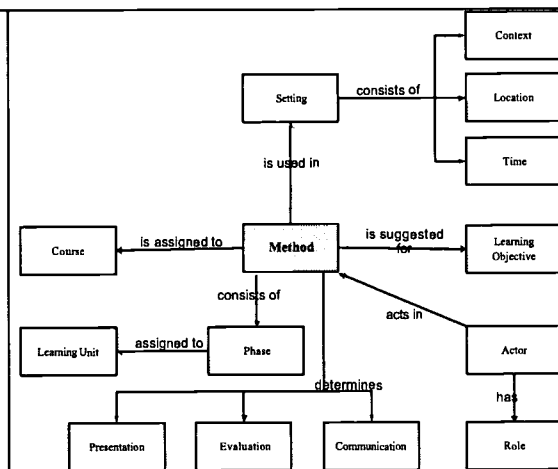 Context
Setting
consists of
Location
is used in
Time
Course
is assigned to
Method
is suggested
for
Learning
Objective
consists of
acts in
Learning Unit
assigned to
Phase
Actor
determines
has
Presentation
Evaluation
Communication
Role